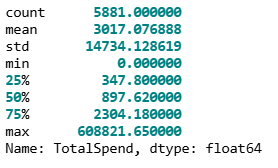 count 5881.000000
mean 3017.076888
std 14734.128619
min 0.000000
25% 347.800000
50% 897.620000
75% 2304.180000
max 608821.650000
Name: TotalSpend, dtype: float64